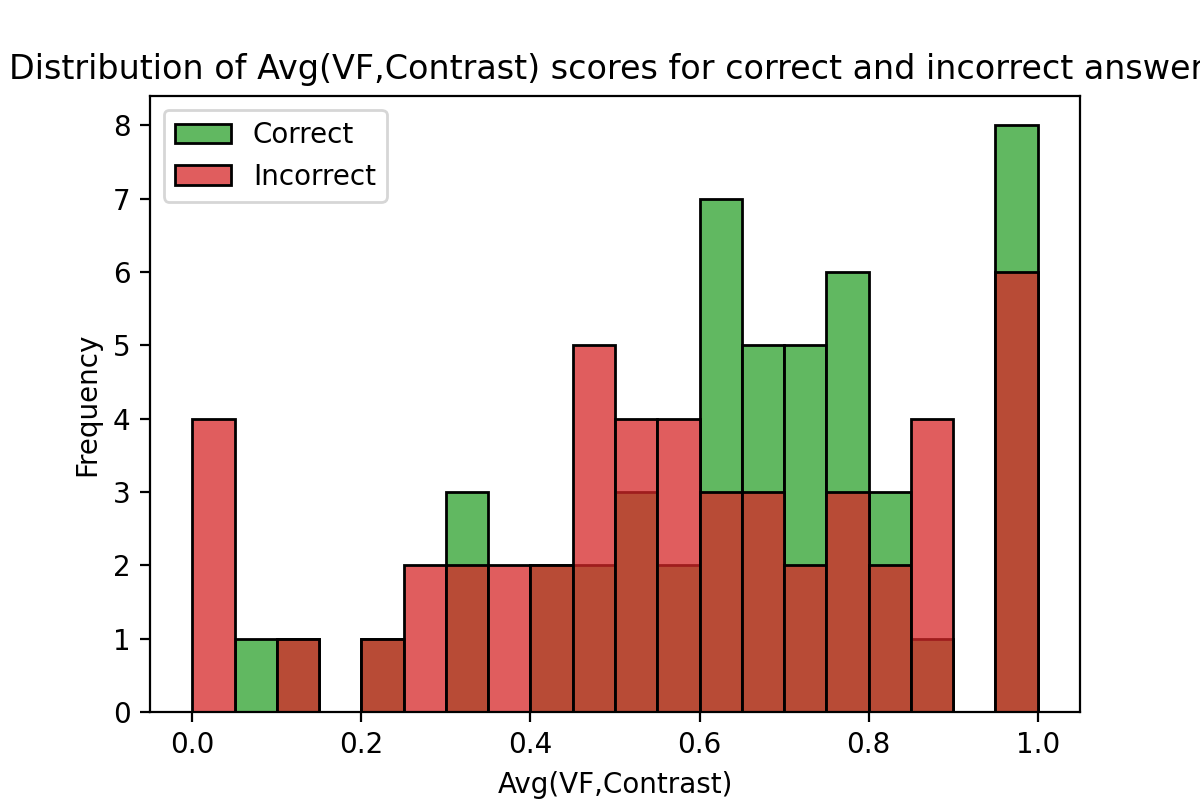 Distribution of Avg(VF,Contrast) scores for correct and incorrect answer
Correct
Incorrect
8
7
6
5
4
3
2
1
0
Frequency
0.0 0.2 0.4 0.6 0.8 1.0
Avg(VF,Contrast)